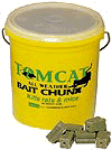 TOMCAT
ALL WEATHER
BAIT CHUNX
Kills rats & mice